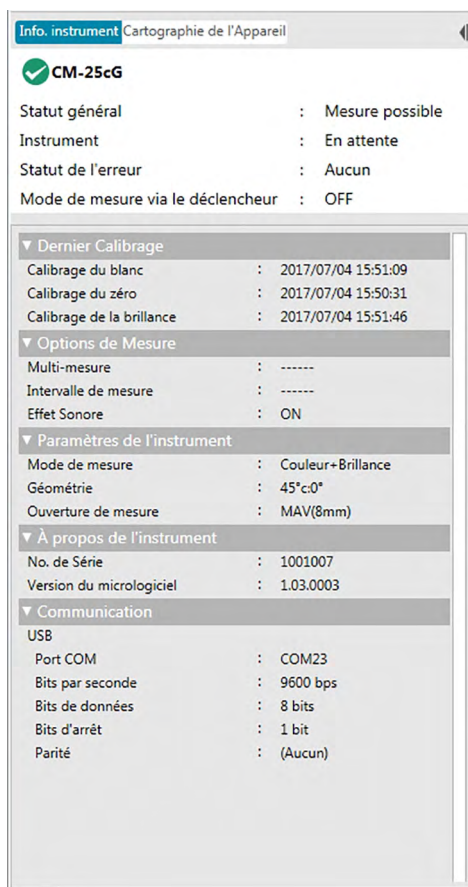 Info. instrument Cartographie de l'Appareil
CM-25cG
Statut général : Mesure possible
Instrument : En attente
Statut de l'erreur : Aucun
Mode de mesure via le déclencheur : OFF
▼ Dernier Calibrage
Calibrage du blanc : 2017/07/04 15:51:09
Calibrage du zéro : 2017/07/04 15:50:31
Calibrage de la brillance : 2017/07/04 15:51:46
▼ Options de Mesure
Multi-mesure : ------
Intervalle de mesure : ------
Effet Sonore : ON
▼ Paramètres de l'instrument
Mode de mesure : Couleur+Brillance
Géométrie : 45°c:0°
Ouverture de mesure : MAV(8mm)
▼ À propos de l'instrument
No. de Série : 1001007
Version du micrologiciel : 1.03.0003
▼ Communication
USB
Port COM : COM23
Bits par seconde : 9600 bps
Bits de données : 8 bits
Bits d'arrêt : 1 bit
Parité : (Aucun)